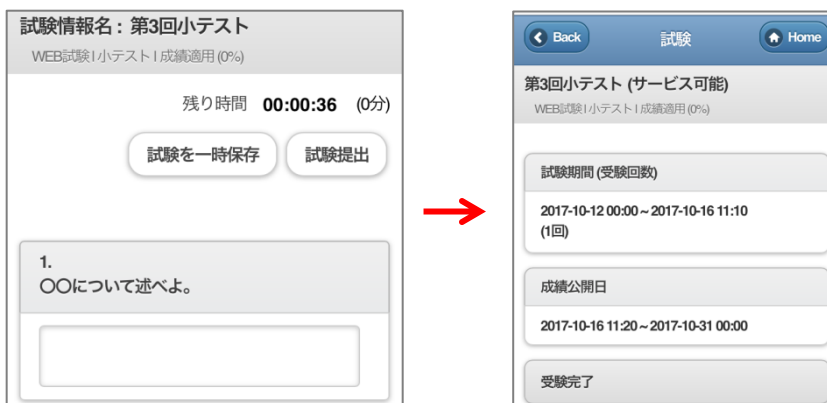 試験情報名 : 第3回小テスト
WEB試験 l 小テスト l 成績適用 (0%)
残り時間 00:00:36 (0分)
試験を一時保存 試験提出
1.
〇〇について述べよ。
Back 試験 Home
第3回小テスト (サービス可能)
WEB試験 l 小テスト l 成績適用 (0%)
試験期間 (受験回数)
2017-10-12 00:00 ~ 2017-10-16 11:10
(1回)
成績公開日
2017-10-16 11:20 ~ 2017-10-31 00:00
受験完了